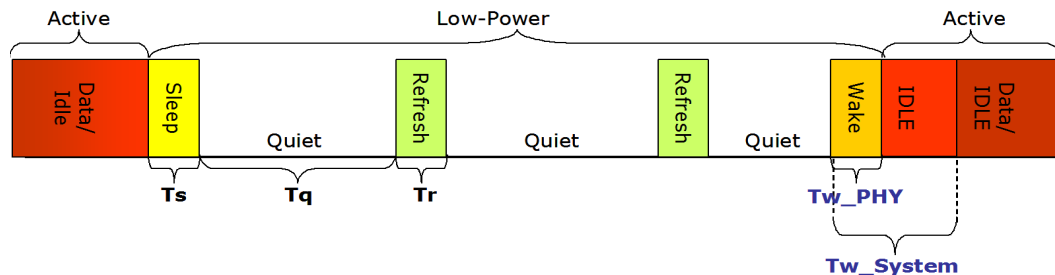 Active
Low-Power
Active
Data/
Idle
Sleep
Quiet
Refresh
Quiet
Refresh
Quiet
Wake
IDLE
Data/
IDLE
Ts
Tq
Tr
Tw_PHY
Tw_System